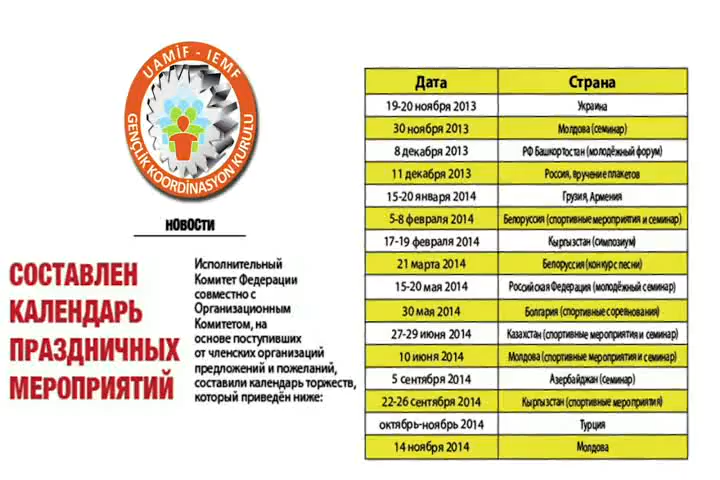 UAMİF - IEMF
GENÇLİK KOORDİNASYON KURULU
НОВОСТИ
СОСТАВЛЕН
КАЛЕНДАРЬ
ПРАЗДНИЧНЫХ
МЕРОПРИЯТИЙ
Исполнительный
Комитет Федерации
совместно с
Организационным
Комитетом, на
основе поступивших
от членских организаций
предложений и пожеланий,
составили календарь торжеств,
который приведён ниже:
Дата Страна
19-20 ноября 2013 Украина
30 ноября 2013 Молдова (семинар)
8 декабря 2013 РФ Башкортостан (молодёжный форум)
11 декабря 2013 Россия, вручение плакетов
15-20 января 2014 Грузия, Армения
5-8 февраля 2014 Белоруссия (спортивные мероприятия и семинар)
17-19 февраля 2014 Кыргызстан (симпозиум)
21 марта 2014 Белоруссия (конкурс песни)
15-20 мая 2014 Российская Федерация (молодёжный семинар)
30 мая 2014 Болгария (спортивные соревнования)
27-29 июня 2014 Казахстан (спортивные мероприятия и семинар)
10 июня 2014 Молдова (спортивные мероприятия и семинар)
5 сентября 2014 Азербайджан (семинар)
22-26 сентября 2014 Кыргызстан (спортивные мероприятия)
октябрь-ноябрь 2014 Турция
14 ноября 2014 Молдова